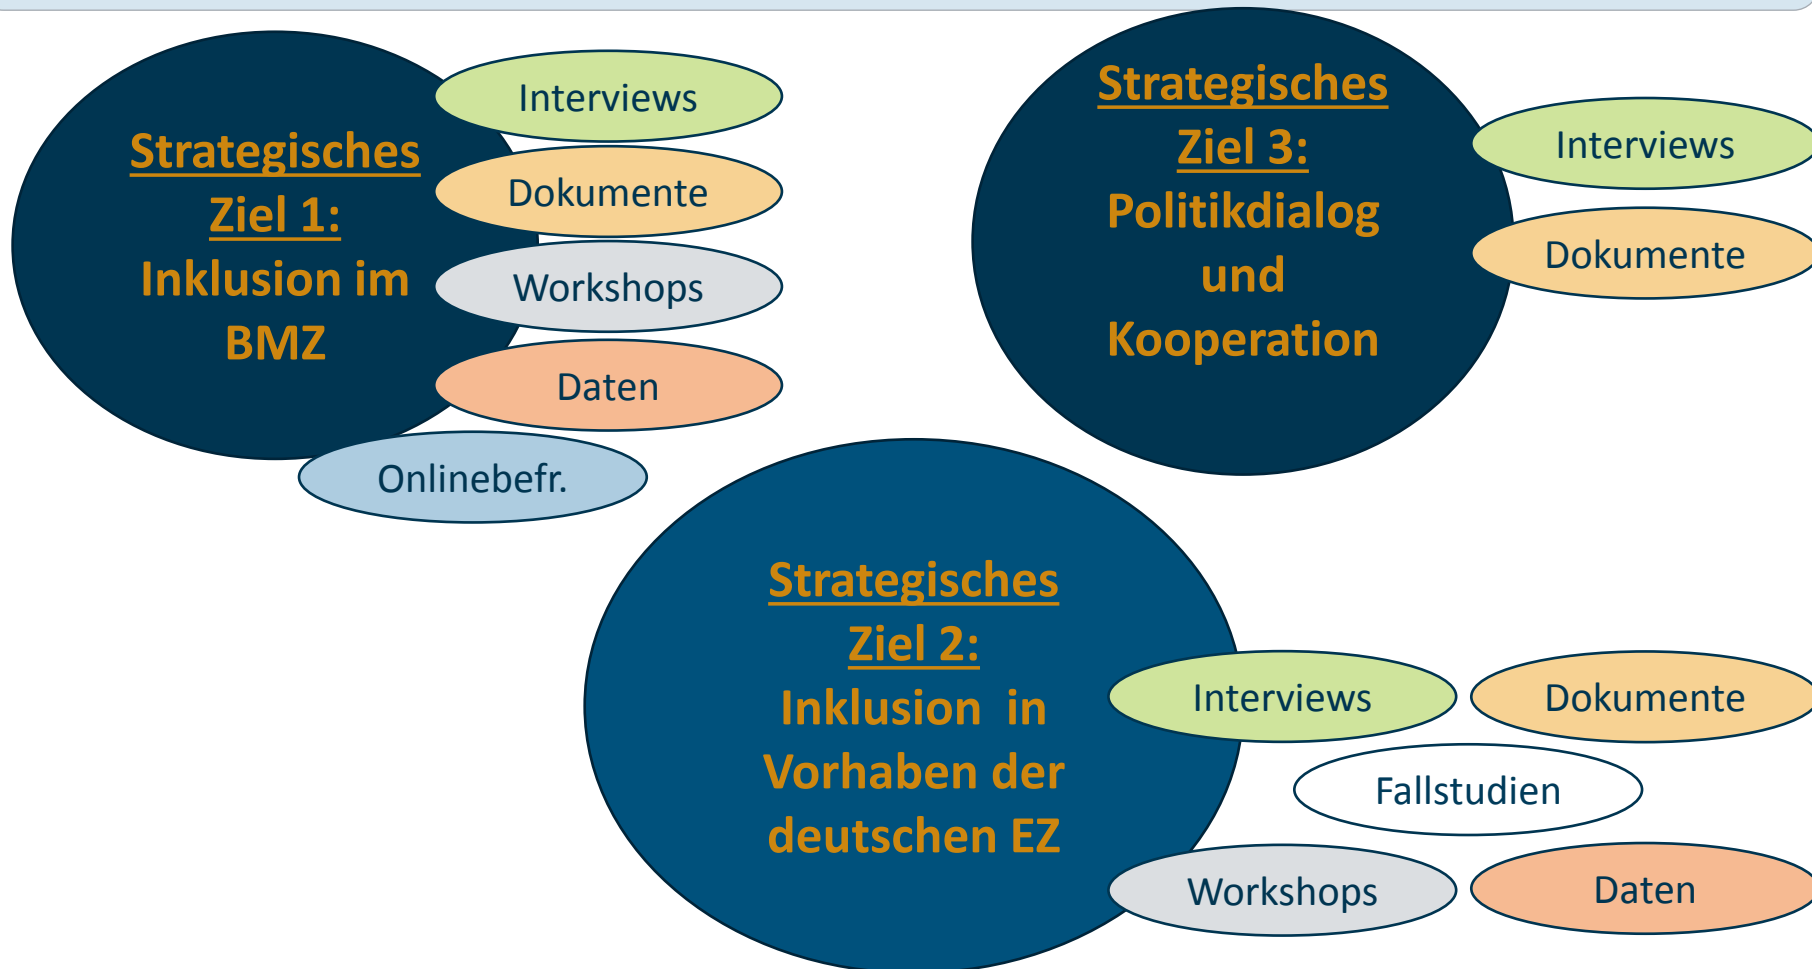 Strategisches
Ziel 1:
Inklusion im
BMZ
Interviews
Dokumente
Workshops
Daten
Onlinebefr.
Strategisches
Ziel 3:
Politikdialog
und
Kooperation
Interviews
Dokumente
Strategisches
Ziel 2:
Inklusion in
Vorhaben der
deutschen EZ
Interviews
Dokumente
Fallstudien
Workshops
Daten